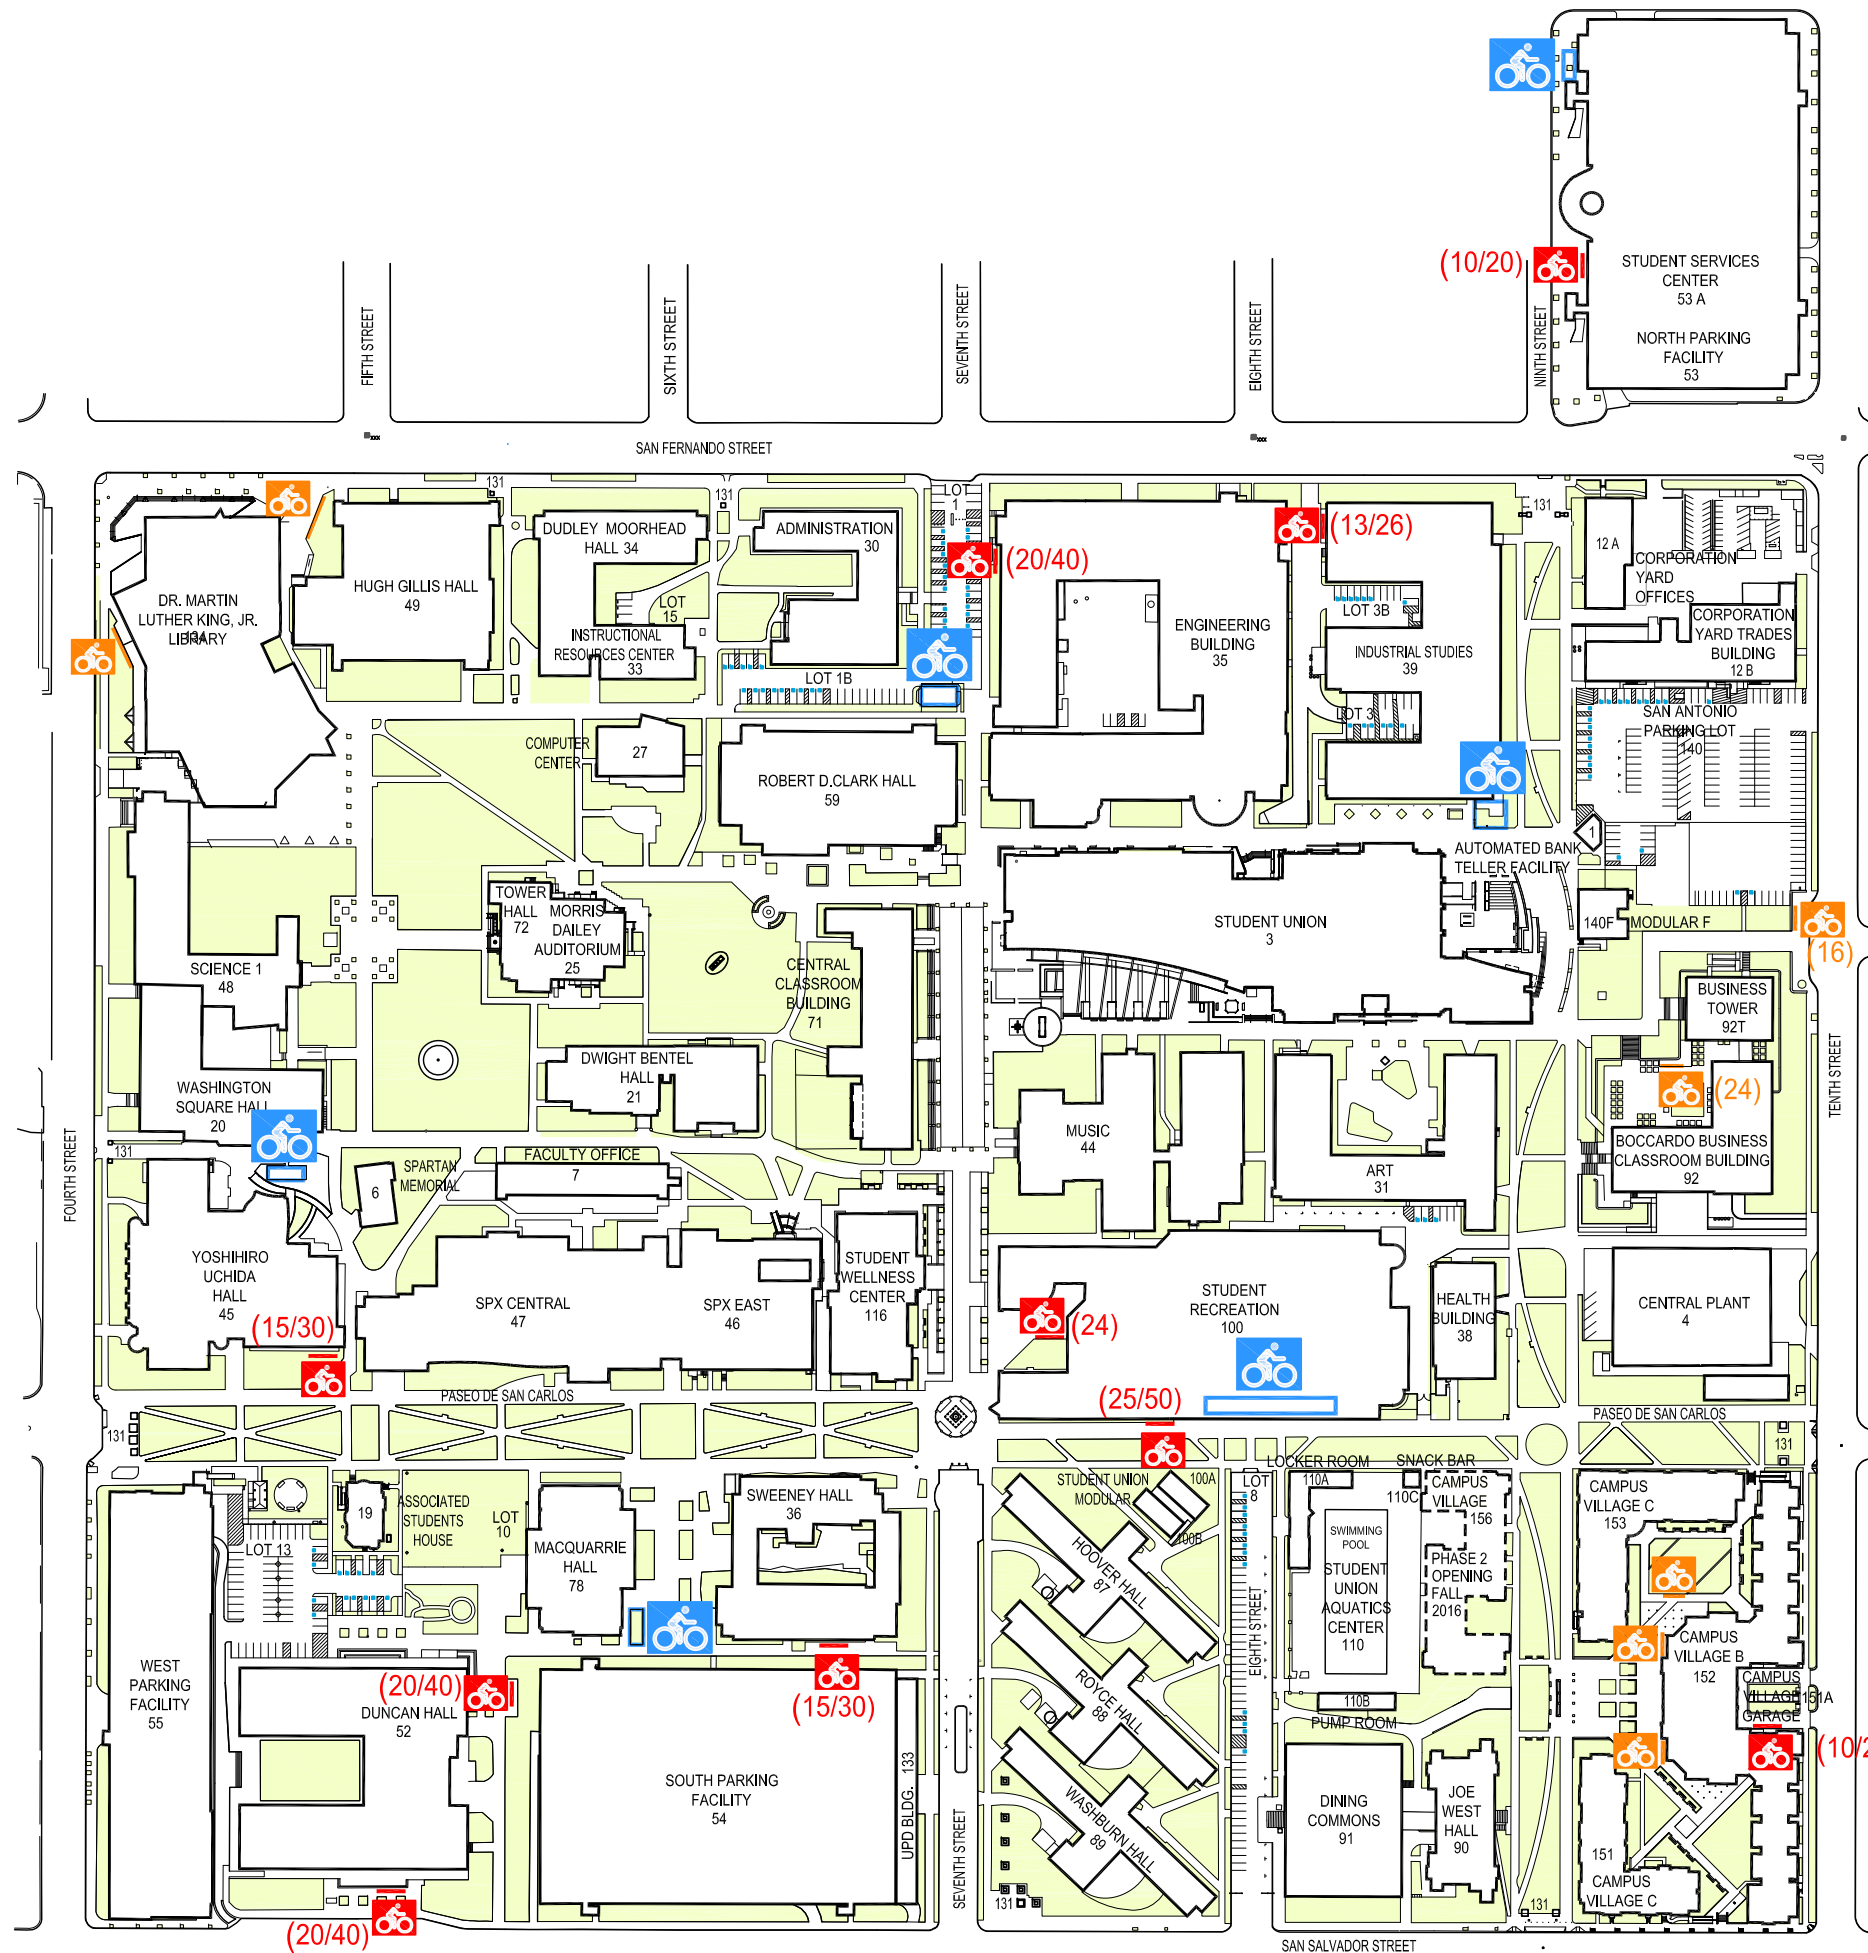 (10/20)
STUDENT SERVICES
CENTER
53 A
NORTH PARKING
FACILITY
53
FIFTH STREET
SIXTH STREET
SEVENTH STREET
EIGHTH STREET
NINTH STREET
SAN FERNANDO STREET
131
131
LOT
1
131
DUDLEY MOORHEAD
HALL 34
ADMINISTRATION
30
(20/40)
(13/26)
12 A
CORPORATION
YARD
OFFICES
HUGH GILLIS HALL
49
DR. MARTIN
LUTHER KING, JR.
LIBRARY
LOT
15
LOT 3B
INSTRUCTIONAL
RESOURCES CENTER
33
ENGINEERING
BUILDING
35
INDUSTRIAL STUDIES
39
CORPORATION
YARD TRADES
BUILDING
12 B
LOT 1B
LOT 3
SAN ANTONIO
PARKING LOT
140
COMPUTER
CENTER
27
ROBERT D.CLARK HALL
59
1
AUTOMATED BANK
TELLER FACILITY
TOWER
HALL
72
MORRIS
DAILEY
AUDITORIUM
25
STUDENT UNION
3
140F
MODULAR F
(16)
SCIENCE 1
48
CENTRAL
CLASSROOM
BUILDING
71
BUSINESS
TOWER
92T
TENTH STREET
DWIGHT BENTEL
HALL
21
WASHINGTON
SQUARE HALL
20
(24)
MUSIC
44
BOCCARDO BUSINESS
CLASSROOM BUILDING
92
131
FOURTH STREET
FACULTY OFFICE
7
SPARTAN
MEMORIAL
6
ART
31
YOSHIHIRO
UCHIDA
HALL
45
STUDENT
WELLNESS
CENTER
116
STUDENT
RECREATION
100
HEALTH
BUILDING
38
CENTRAL PLANT
4
SPX CENTRAL
47
SPX EAST
46
(15/30)
(24)
(25/50)
PASEO DE SAN CARLOS
PASEO DE SAN CARLOS
131
131
LOCKER ROOM
SNACK BAR
STUDENT UNION
MODULAR
100A
100B
LOT
8
110A
110C
CAMPUS
VILLAGE
156
CAMPUS
VILLAGE C
153
19
ASSOCIATED
STUDENTS
HOUSE
LOT
10
SWEENEY HALL
36
LOT 13
MACQUARRIE
HALL
78
HOOVER HALL
87
SWIMMING
POOL
STUDENT
UNION
AQUATICS
CENTER
110
PHASE 2
OPENING
FALL
2016
EIGHTH STREET
CAMPUS
VILLAGE B
152
WEST
PARKING
FACILITY
55
(20/40)
DUNCAN HALL
52
(15/30)
ROYCE HALL
88
110B
PUMP ROOM
CAMPUS
VILLAGE
GARAGE
151A
SOUTH PARKING
FACILITY
54
UPD BLDG. 133
SEVENTH STREET
WASHBURN HALL
89
DINING
COMMONS
91
JOE
WEST
HALL
90
151
CAMPUS
VILLAGE C
131
131
(20/40)
SAN SALVADOR STREET